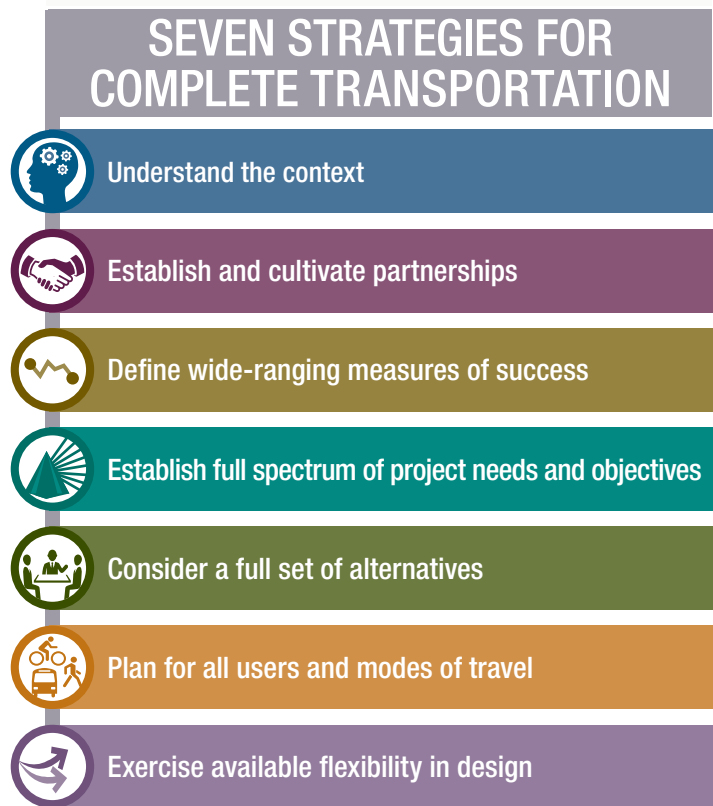 SEVEN STRATEGIES FOR
COMPLETE TRANSPORTATION
Understand the context
Establish and cultivate partnerships
Define wide-ranging measures of success
Establish full spectrum of project needs and objectives
Consider a full set of alternatives
Plan for all users and modes of travel
Exercise available flexibility in design